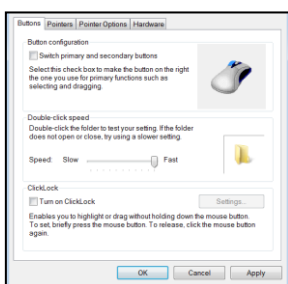 Buttons Pointers Pointer Options Hardware
Button configuration
Switch primary and secondary buttons
Select this check box to make the button on the right
the one you use for primary functions such as
selecting and dragging.
Double-click speed
Double-click the folder to test your setting. If the folder
does not open or close, try using a slower setting.
Speed: Slow Fast
ClickLock
Turn on ClickLock Settings...
Enables you to highlight or drag without holding down the mouse button.
To set, briefly press the mouse button. To release, click the mouse button
again.
OK Cancel Apply